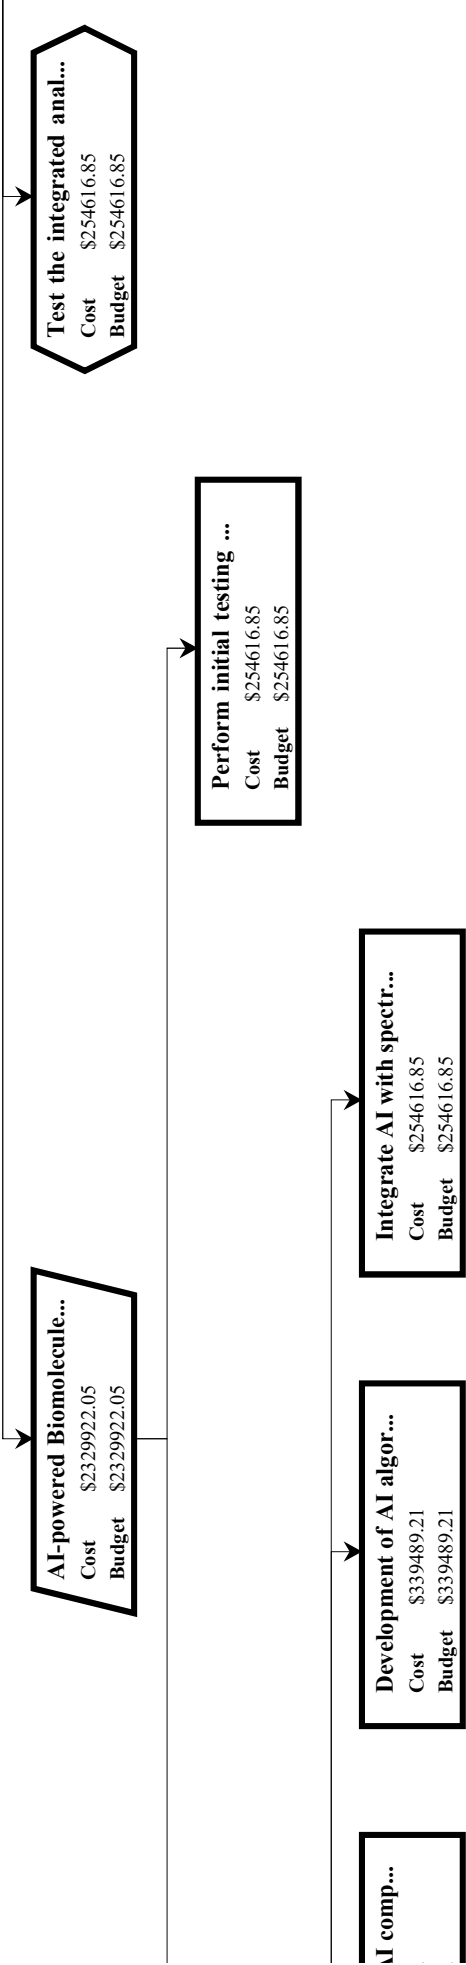 Test the integrated anal...
Cost $254616.85
Budget $254616.85
Perform initial testing ...
Cost $254616.85
Budget $254616.85
Integrate AI with spectr...
Cost $254616.85
Budget $254616.85
AI-powered Biomolecule...
Cost $2329922.05
Budget $2329922.05
Development of AI algor...
Cost $339489.21
Budget $339489.21
AI comp...